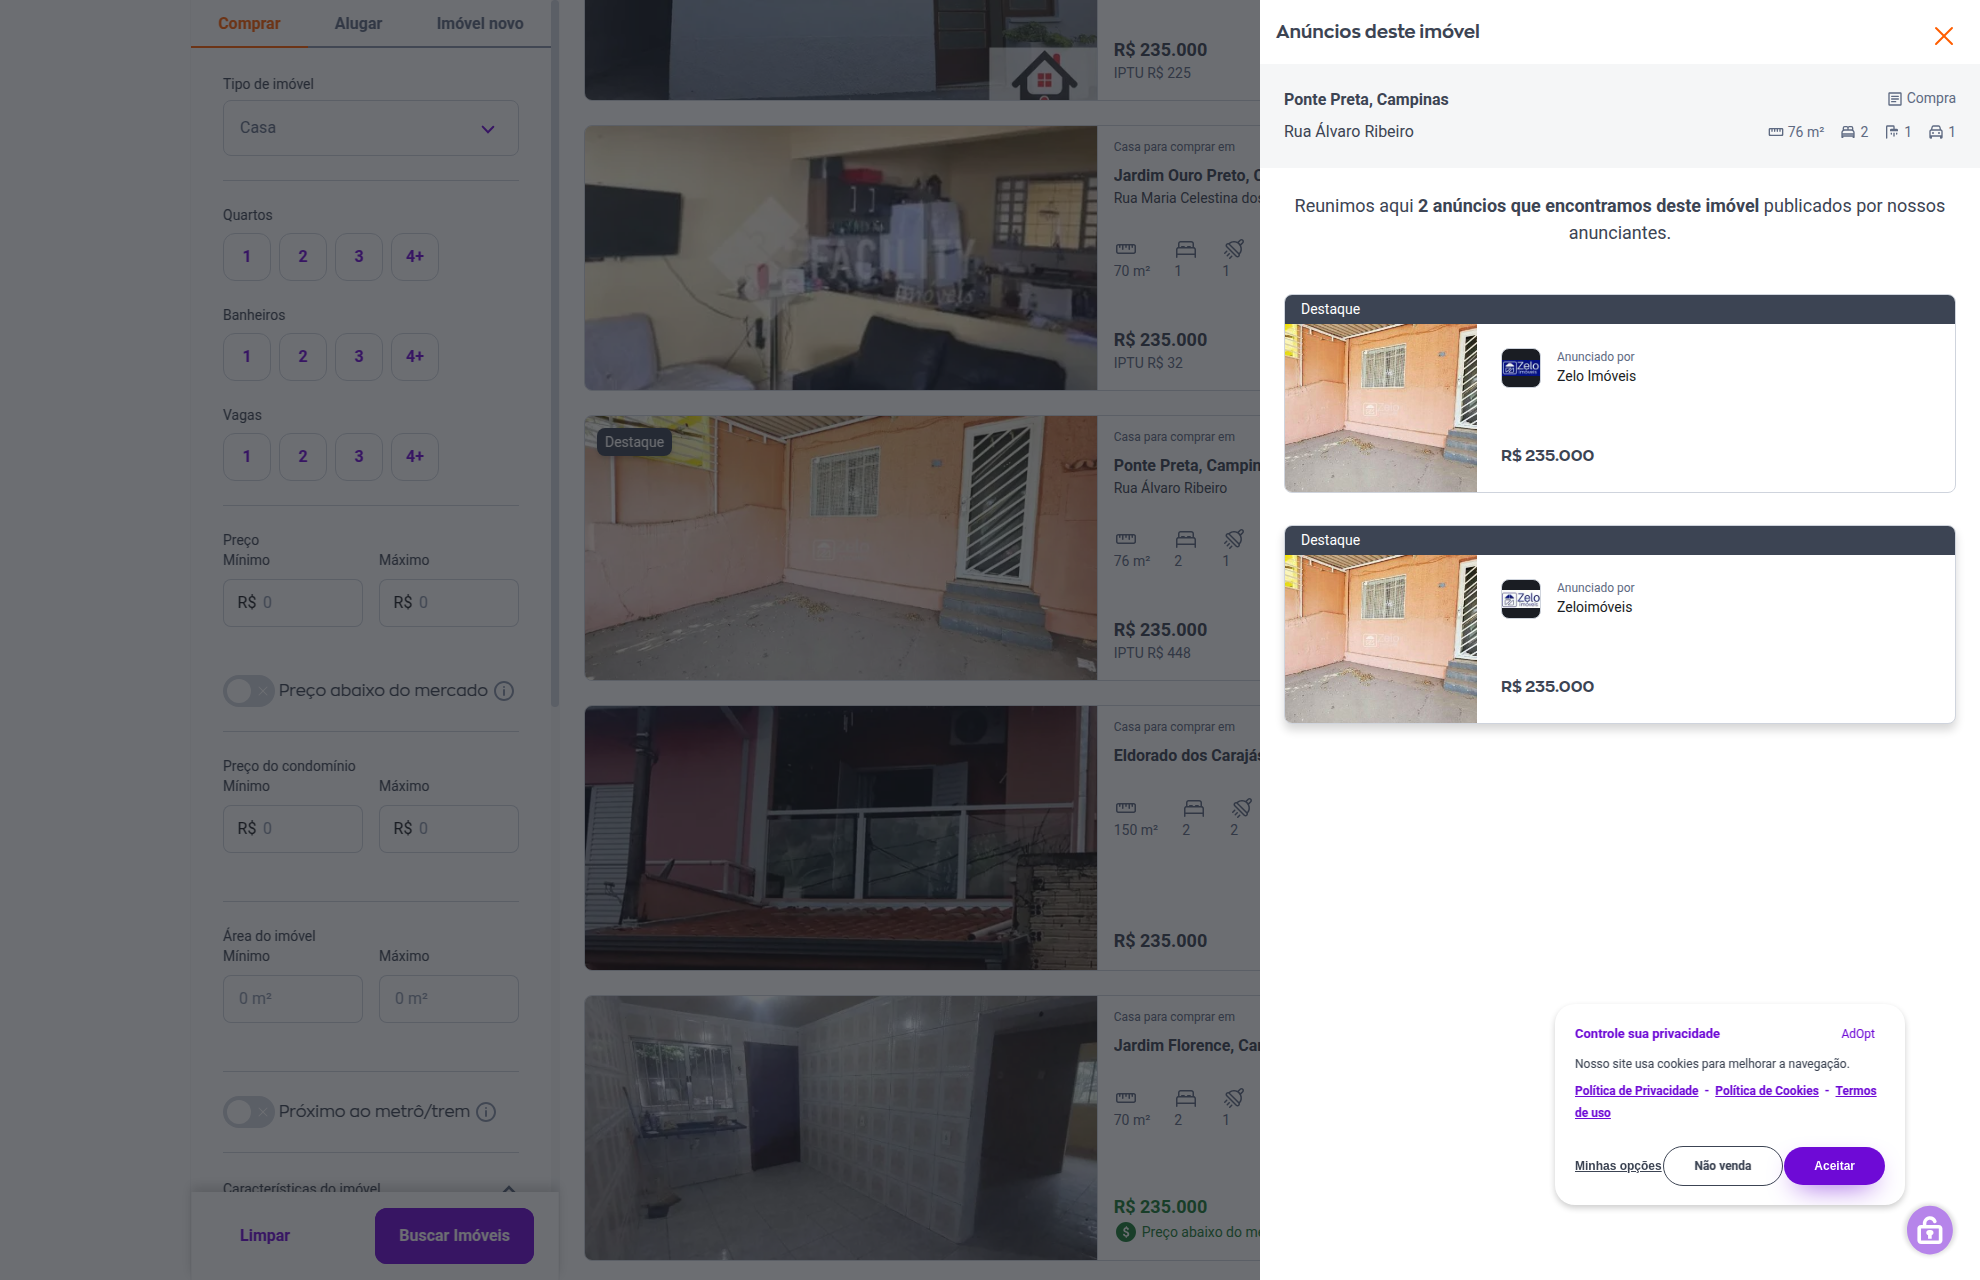 Comprar Alugar Imóvel novo
Tipo de imóvel
Casa
Quartos
1 2 3 4+
Banheiros
1 2 3 4+
Vagas
1 2 3 4+
Preço
Mínimo Máximo
R$ 0 R$ 0
Preço abaixo do mercado
Preço do condomínio
Mínimo Máximo
R$ 0 R$ 0
Área do imóvel
Mínimo Máximo
0 m² 0 m²
Próximo ao metrô/trem
Características do imóvel
Limpar Buscar Imóveis
R$ 235.000
IPTU R$ 225
FACILITY
Imóveis
Casa para comprar em
Jardim Ouro Preto, C
Rua Maria Celestina dos
70 m² 1 1
R$ 235.000
IPTU R$ 32
Destaque
Casa para comprar em
Ponte Preta, Campin
Rua Álvaro Ribeiro
76 m² 2 1
R$ 235.000
IPTU R$ 448
Casa para comprar em
Eldorado dos Carajás
150 m² 2 2
R$ 235.000
Casa para comprar em
Jardim Florence, Ca
70 m² 2 1
R$ 235.000
Preço abaixo do me
Anúncios deste imóvel
Ponte Preta, Campinas Compra
Rua Álvaro Ribeiro 76 m² 2 1 1
Reunimos aqui 2 anúncios que encontramos deste imóvel publicados por nossos
anunciantes.
Destaque
Zelo
Anunciado por
Zelo Imóveis
R$ 235.000
Destaque
Zelo
Anunciado por
Zeloimóveis
R$ 235.000
Controle sua privacidade AdOpt
Nosso site usa cookies para melhorar a navegação.
Política de Privacidade - Política de Cookies - Termos
de uso
Minhas opções Não venda Aceitar